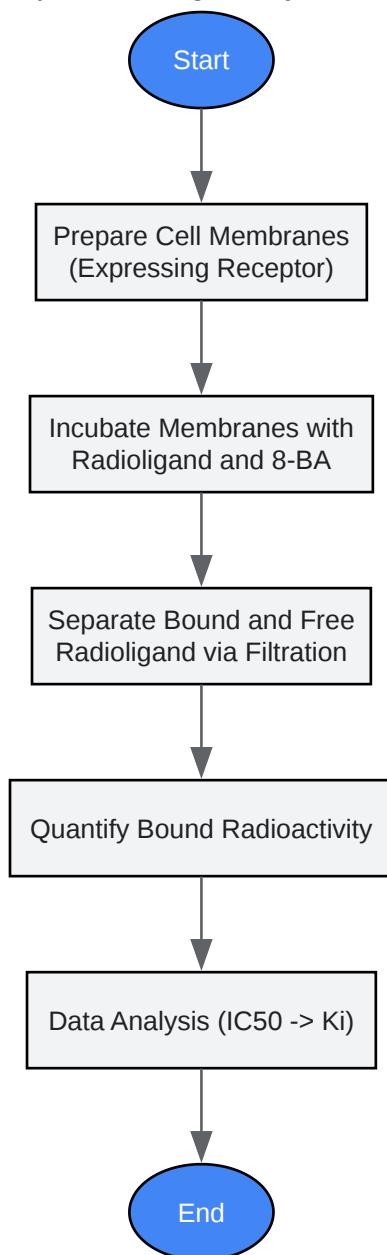 Start
Prepare Cell Membranes
(Expressing Receptor)
Incubate Membranes with
Radioligand and 8-BA
Separate Bound and Free
Radioligand via Filtration
Quantify Bound Radioactivity
Data Analysis (IC50 -> Ki)
End